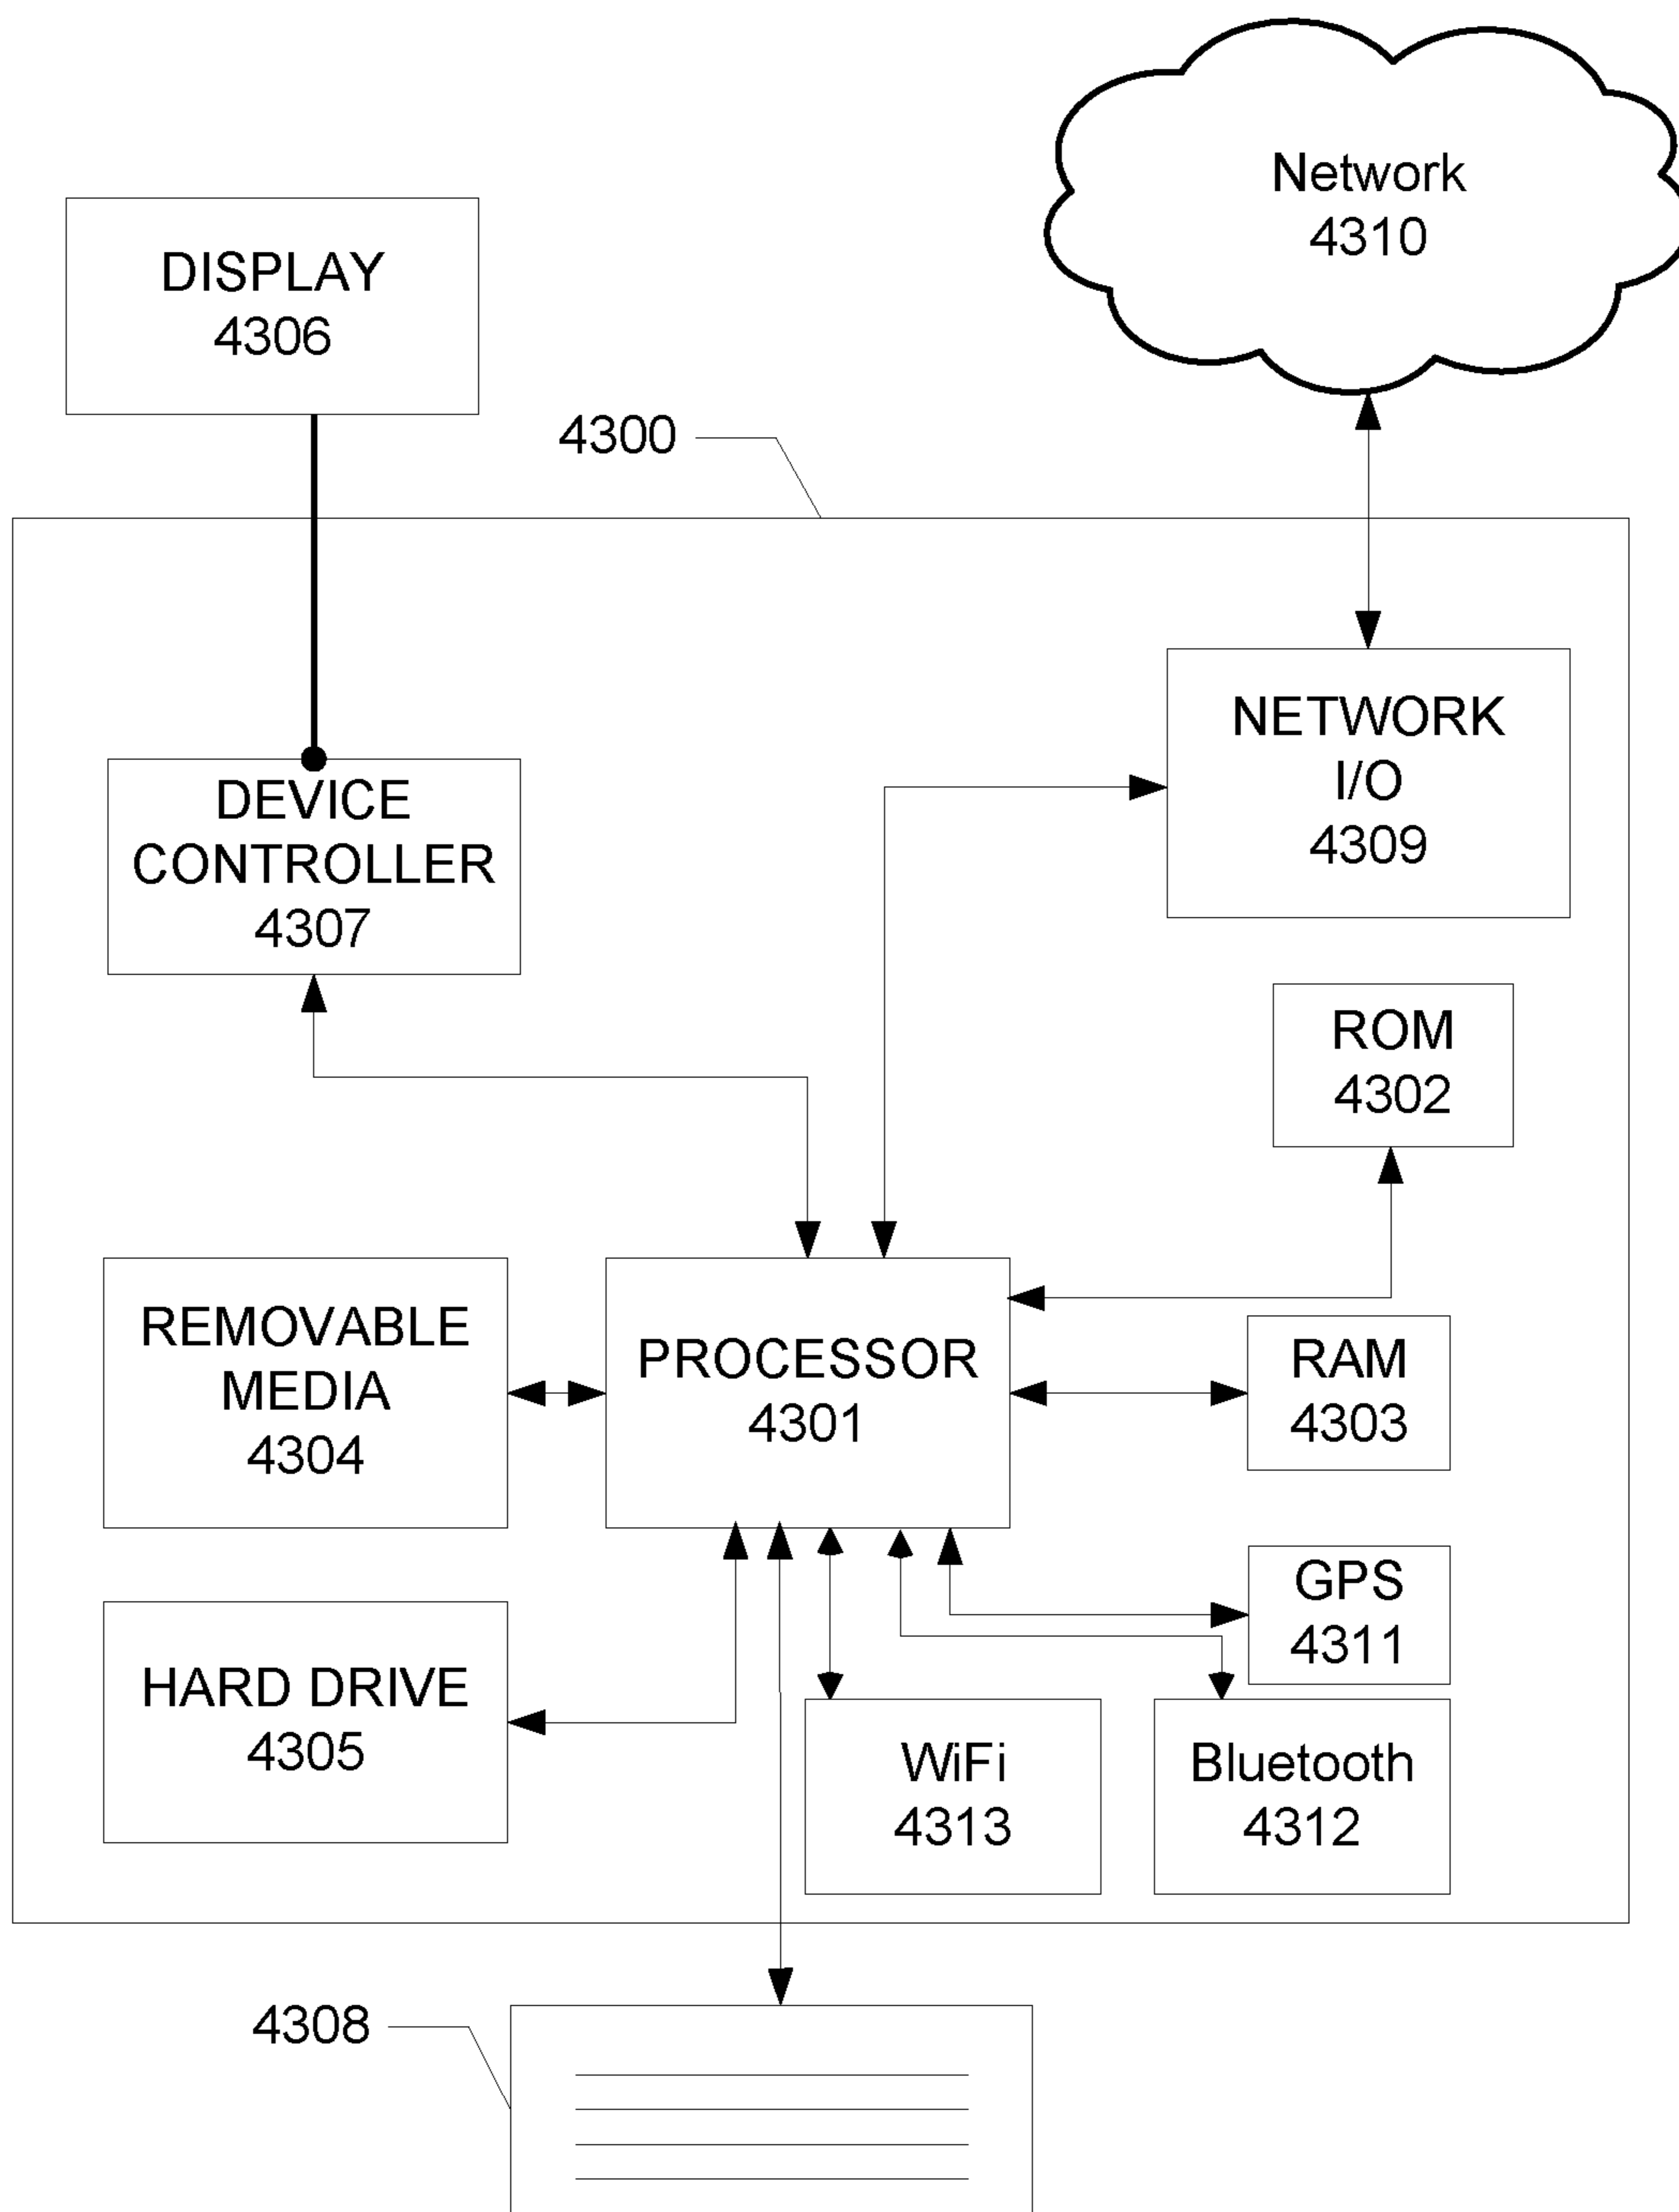 Network
4310
DISPLAY
4306
4300
NETWORK
I/O
4309
DEVICE
CONTROLLER
4307
ROM
4302
REMOVABLE
MEDIA
4304
PROCESSOR
4301
RAM
4303
GPS
4311
HARD DRIVE
4305
WiFi
4313
Bluetooth
4312
4308